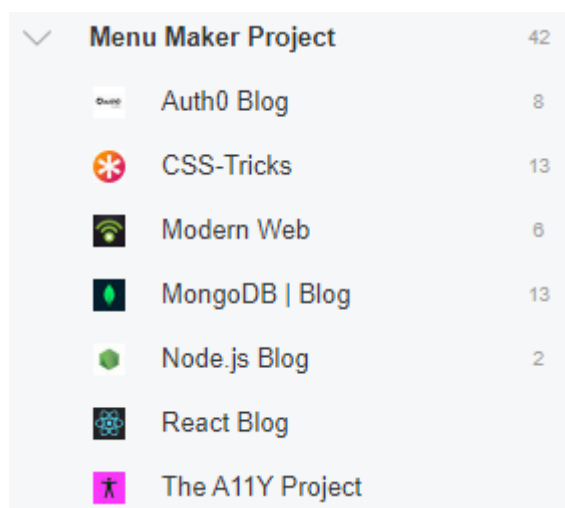 Menu Maker Project 42
Auth0 Blog 8
CSS-Tricks 13
Modern Web 6
MongoDB | Blog 13
Node.js Blog 2
React Blog
The A11Y Project